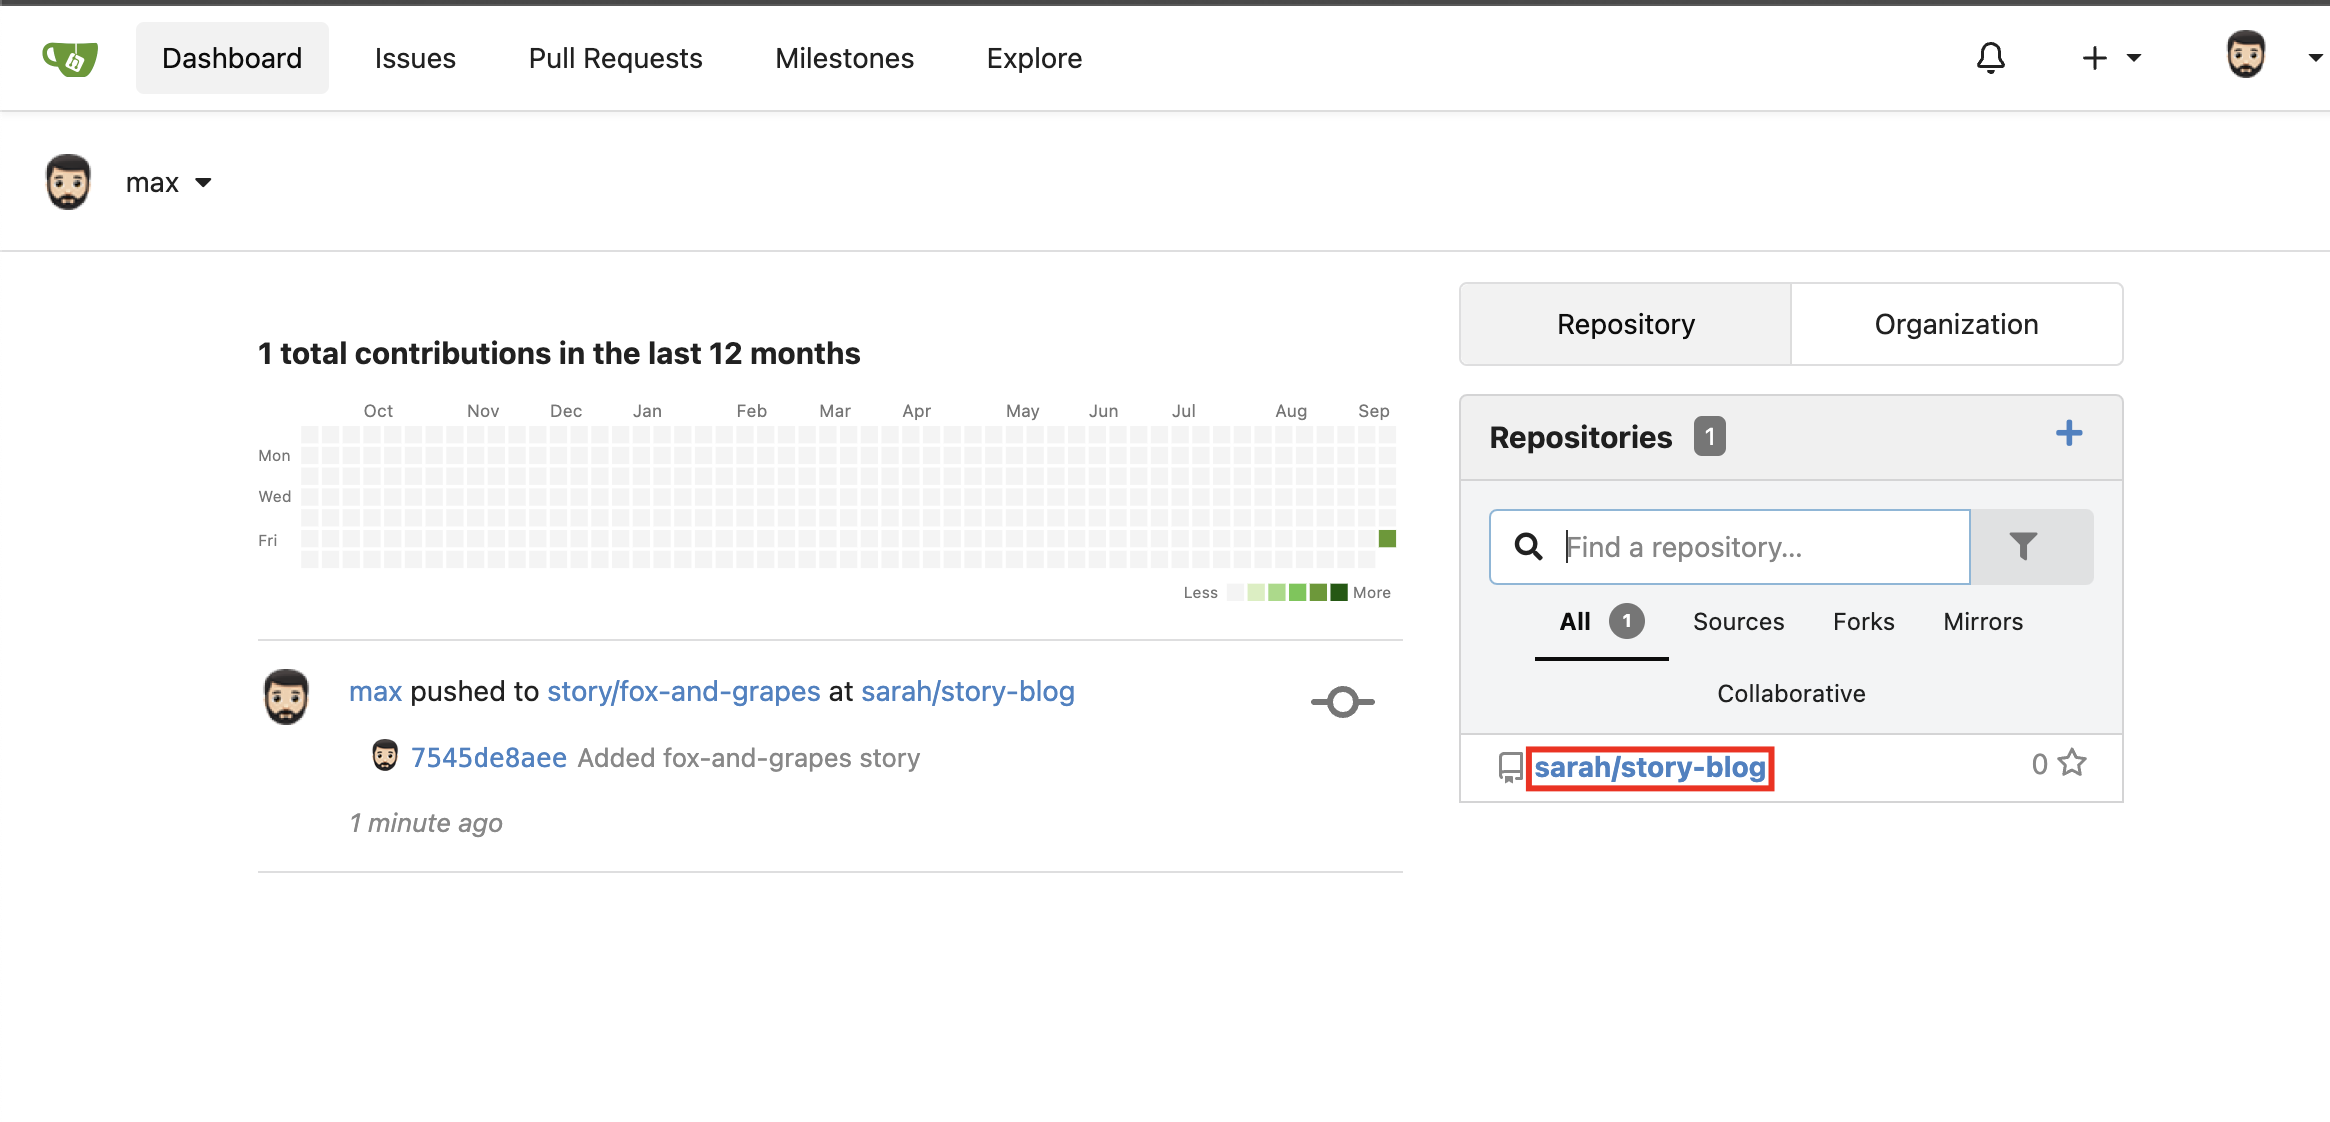 Dashboard Issues Pull Requests Milestones Explore
max
1 total contributions in the last 12 months
Oct Nov Dec Jan Feb Mar Apr May Jun Jul Aug Sep
Mon
Wed
Fri
Less More
max pushed to story/fox-and-grapes at sarah/story-blog
7545de8aee Added fox-and-grapes story
1 minute ago
Repository Organization
Repositories 1
Find a repository...
All 1 Sources Forks Mirrors
Collaborative
sarah/story-blog 0